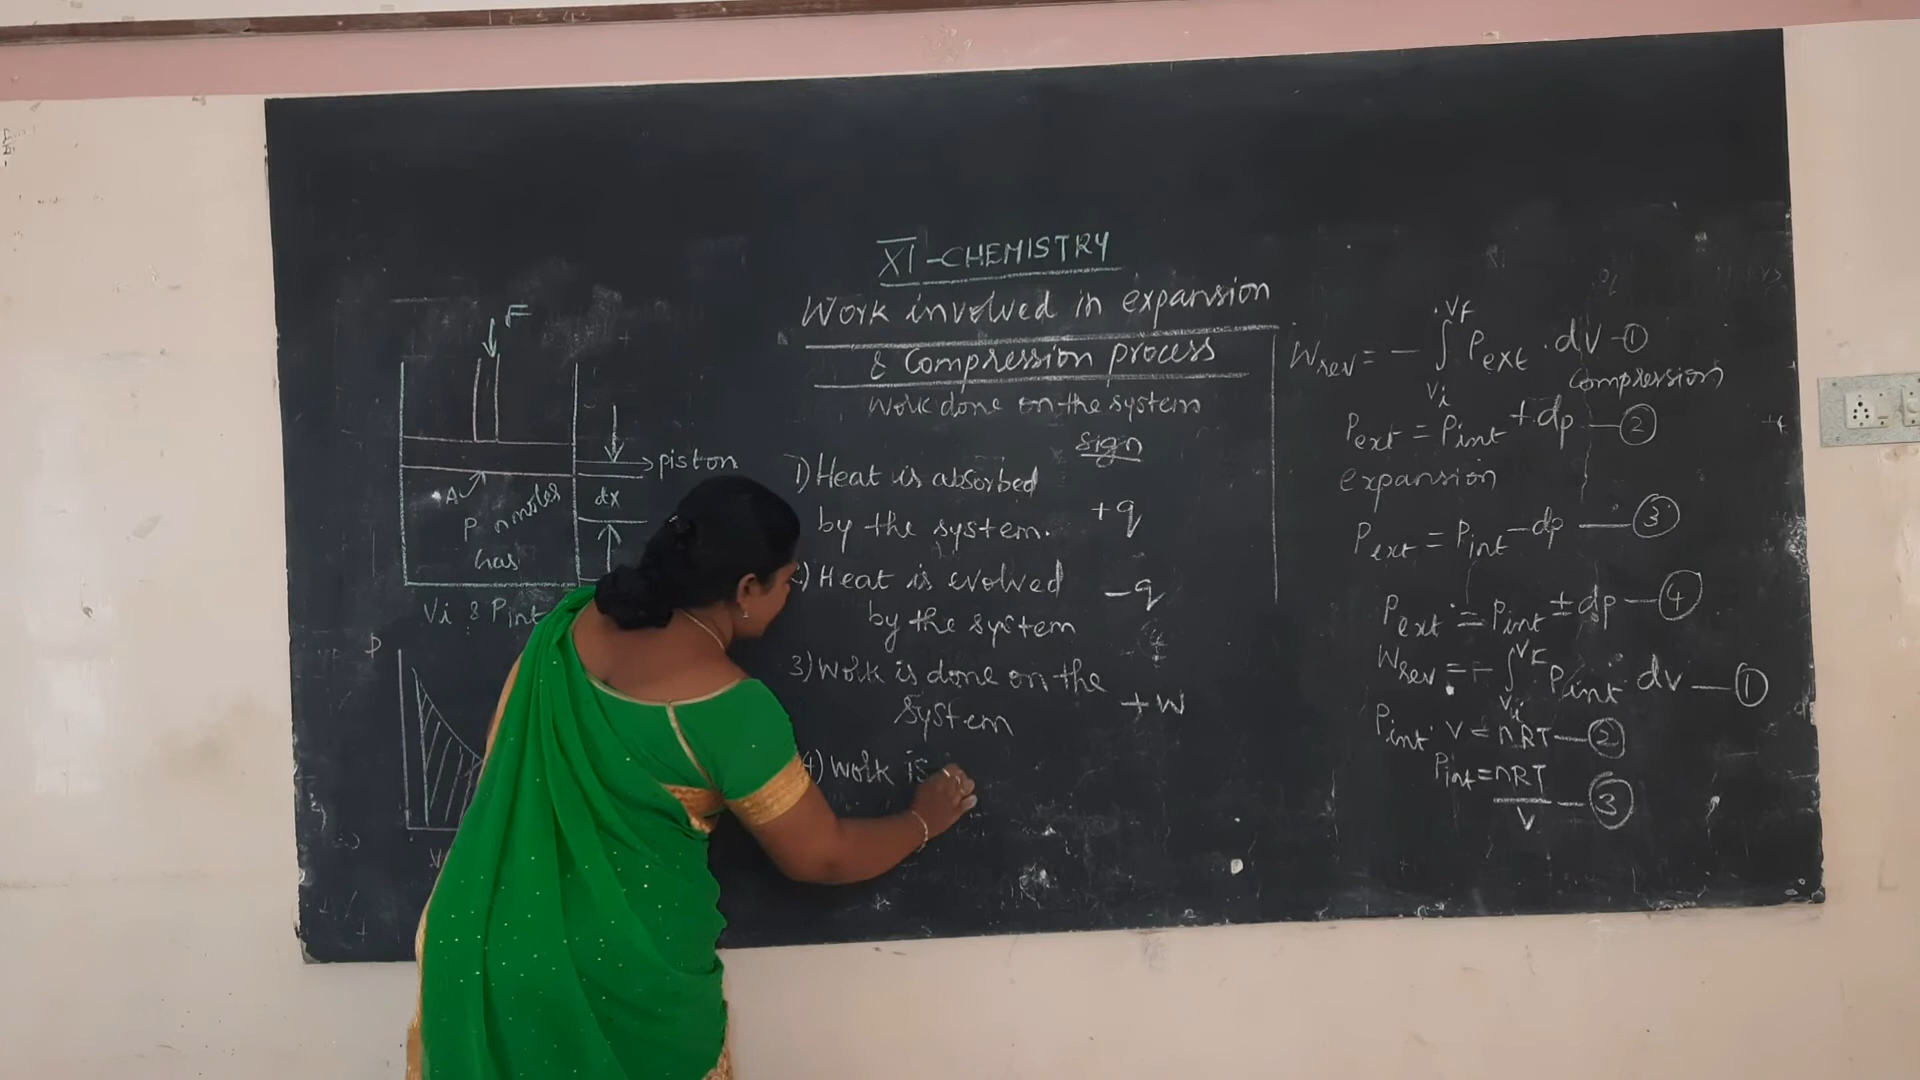 XI-CHEMISTRY
Work involved in expansion
& Compression process
Work done on the system
sign
1) Heat is absorbed
by the system.
+q
2) Heat is evolved
by the system
-q
3) Work is done on the
system
+w
4) Work is
F
piston
A
P n moles
gas
dx
Vi & Pint
P
V
Wrev = - ∫ Vi VF Pext . dv -①
Compression
Pext = Pint + dp —②
expansion
Pext = Pint - dp —③
Pext = Pint ± dp —④
Wrev = - ∫ Vi VF Pint dv —①
Pint . V = nRT —②
Pint = nRT
V —③